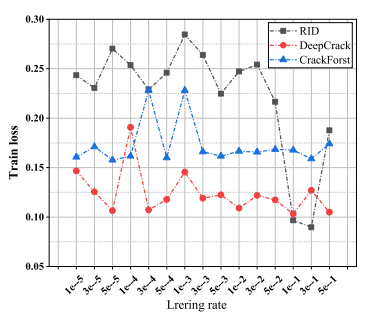 0.30
0.25
0.20
0.15
0.10
0.05
Train loss
RID
DeepCrack
CrackForst
1e-5
3e-5
5e-5
1e-4
3e-4
5e-4
1e-3
3e-3
5e-3
1e-2
3e-2
5e-2
1e-1
3e-1
5e-1
Lrering rate